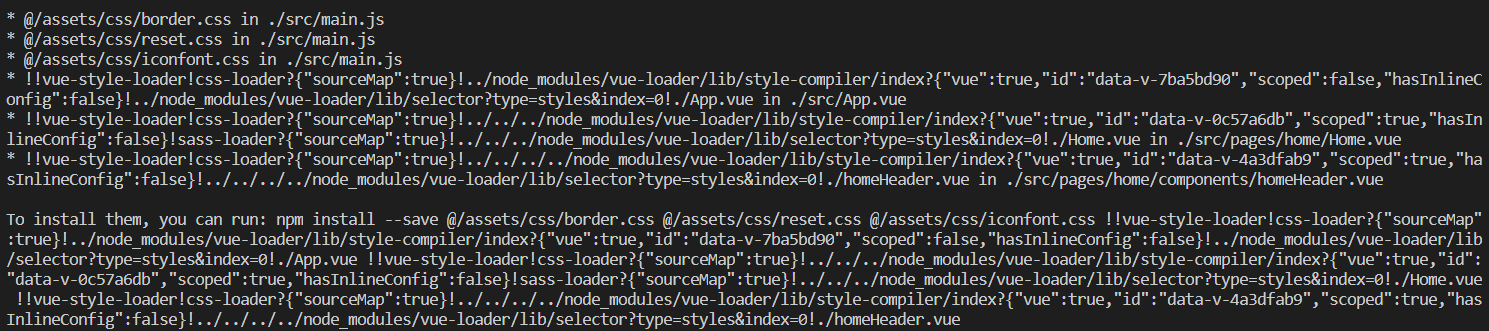 * @/assets/css/border.css in ./src/main.js
* @/assets/css/reset.css in ./src/main.js
* @/assets/css/iconfont.css in ./src/main.js
* !!vue-style-loader!css-loader?{"sourceMap":true}!../node_modules/vue-loader/lib/style-compiler/index?{"vue":true,"id":"data-v-7ba5bd90","scoped":false,"hasInlineC
onfig":false}!../node_modules/vue-loader/lib/selector?type=styles&index=0!./App.vue in ./src/App.vue
* !!vue-style-loader!css-loader?{"sourceMap":true}!../../../node_modules/vue-loader/lib/style-compiler/index?{"vue":true,"id":"data-v-0c57a6db","scoped":true,"hasIn
lineConfig":false}!sass-loader?{"sourceMap":true}!../../../node_modules/vue-loader/lib/selector?type=styles&index=0!./Home.vue in ./src/pages/home/Home.vue
* !!vue-style-loader!css-loader?{"sourceMap":true}!../../../../node_modules/vue-loader/lib/style-compiler/index?{"vue":true,"id":"data-v-4a3dfab9","scoped":true,"ha
sInlineConfig":false}!../../../../node_modules/vue-loader/lib/selector?type=styles&index=0!./homeHeader.vue in ./src/pages/home/components/homeHeader.vue
To install them, you can run: npm install --save @/assets/css/border.css @/assets/css/reset.css @/assets/css/iconfont.css !!vue-style-loader!css-loader?{"sourceMap"
:true}!../node_modules/vue-loader/lib/style-compiler/index?{"vue":true,"id":"data-v-7ba5bd90","scoped":false,"hasInlineConfig":false}!../node_modules/vue-loader/lib
/selector?type=styles&index=0!./App.vue !!vue-style-loader!css-loader?{"sourceMap":true}!../../../node_modules/vue-loader/lib/style-compiler/index?{"vue":true,"id":
"data-v-0c57a6db","scoped":true,"hasInlineConfig":false}!sass-loader?{"sourceMap":true}!../../../node_modules/vue-loader/lib/selector?type=styles&index=0!./Home.vue
!!vue-style-loader!css-loader?{"sourceMap":true}!../../../../node_modules/vue-loader/lib/style-compiler/index?{"vue":true,"id":"data-v-4a3dfab9","scoped":true,"has
InlineConfig":false}!../../../../node_modules/vue-loader/lib/selector?type=styles&index=0!./homeHeader.vue